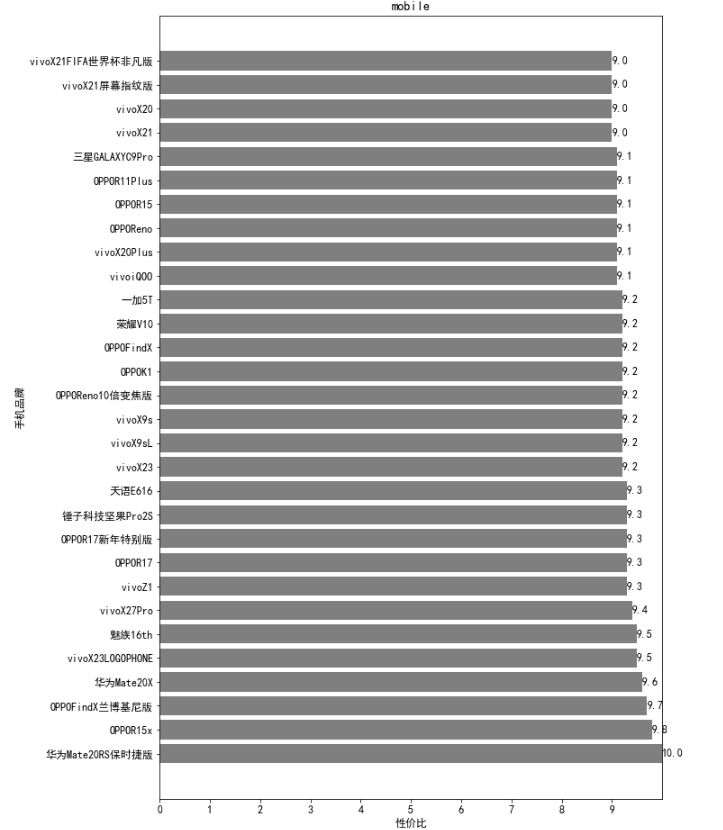 mobile
vivoX21FIFA世界杯非凡版 9.0
vivoX21屏幕指纹版 9.0
vivoX20 9.0
vivoX21 9.0
三星GALAXYC9Pro 9.1
OPPOR11Plus 9.1
OPPOR15 9.1
OPPOReno 9.1
vivoX20Plus 9.1
vivoiQOO 9.1
一加5T 9.2
荣耀V10 9.2
OPPOFindX 9.2
OPPOK1 9.2
OPPOReno10倍变焦版 9.2
vivoX9s 9.2
vivoX9sL 9.2
vivoX23 9.2
天语E616 9.3
锤子科技坚果Pro2S 9.3
OPPOR17新年特别版 9.3
OPPOR17 9.3
vivoZ1 9.3
vivoX27Pro 9.4
魅族16th 9.5
vivoX23LOGOPHONE 9.5
华为Mate20X 9.6
OPPOFindX兰博基尼版 9.7
OPPOR15x 9.8
华为Mate20RS保时捷版 10.0
手机品牌
0 1 2 3 4 5 6 7 8 9
性价比